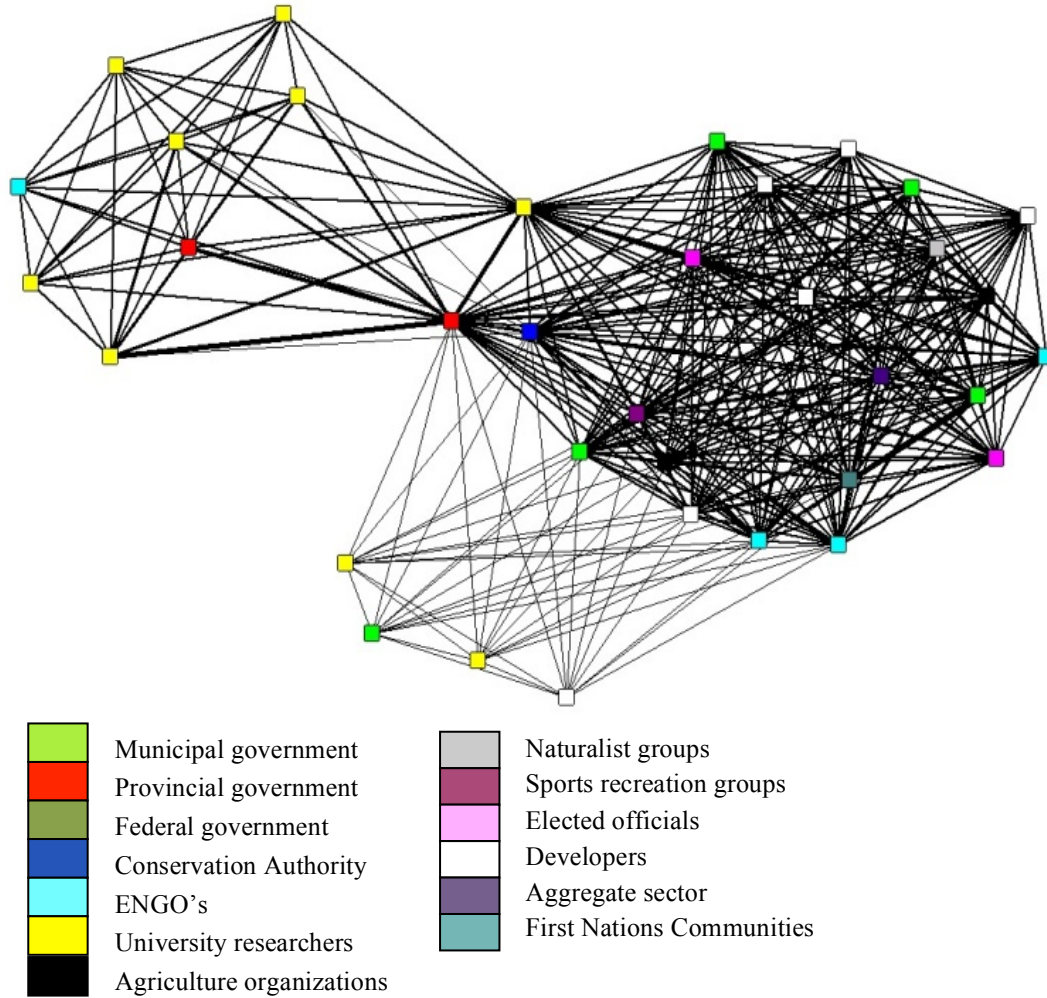 Municipal government
Provincial government
Federal government
Conservation Authority
ENGO’s
University researchers
Agriculture organizations
Naturalist groups
Sports recreation groups
Elected officials
Developers
Aggregate sector
First Nations Communities